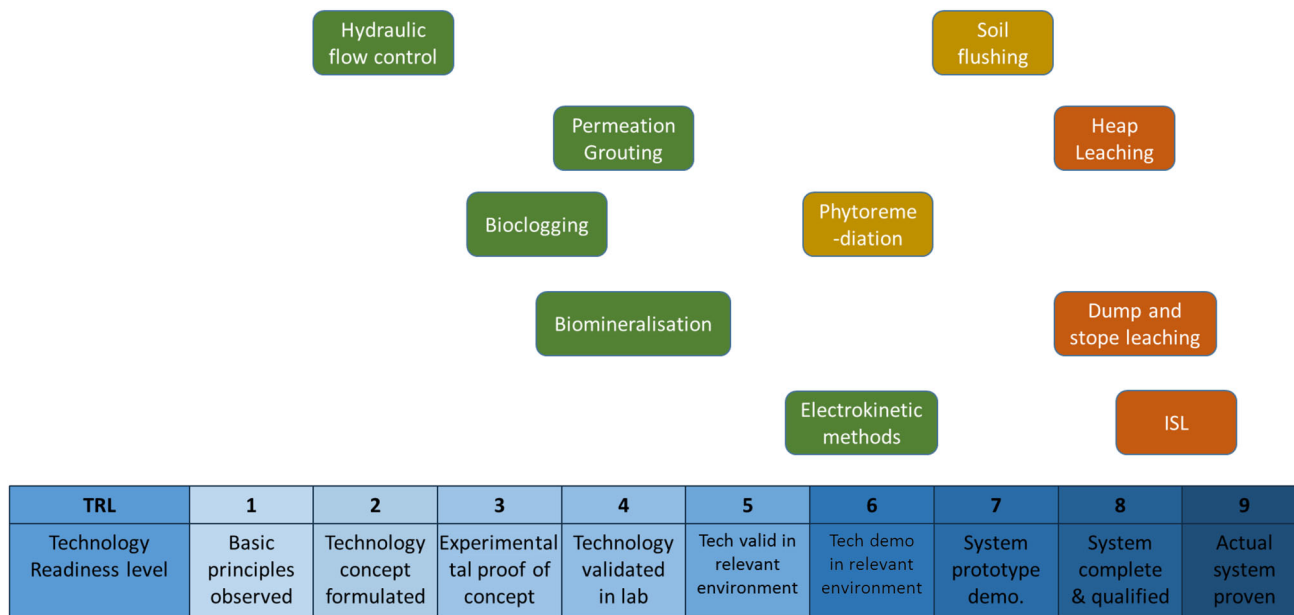 Hydraulic
flow control
Soil
flushing
Permeation
Grouting
Heap
Leaching
Bioclogging
Phytoreme
-diation
Biomineralisation
Dump and
stope leaching
Electrokinetic
methods
ISL
TRL
1
2
3
4
5
6
7
8
9
Technology
Readiness level
Basic
principles
observed
Technology
concept
formulated
Experimental
tal proof of
concept
Technology
validated
in lab
Tech valid in
relevant
environment
Tech demo
in relevant
environment
System
prototype
demo.
System
complete
& qualified
Actual
system
proven